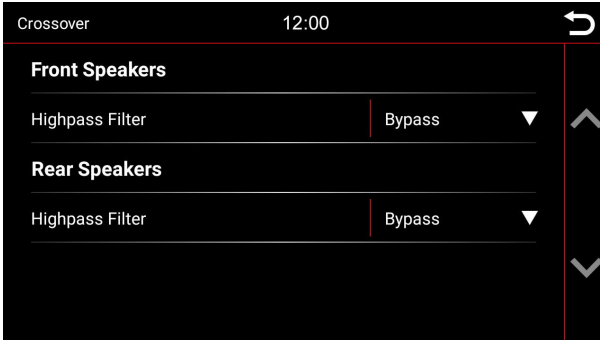 Crossover 12:00
Front Speakers
Highpass Filter Bypass
Rear Speakers
Highpass Filter Bypass